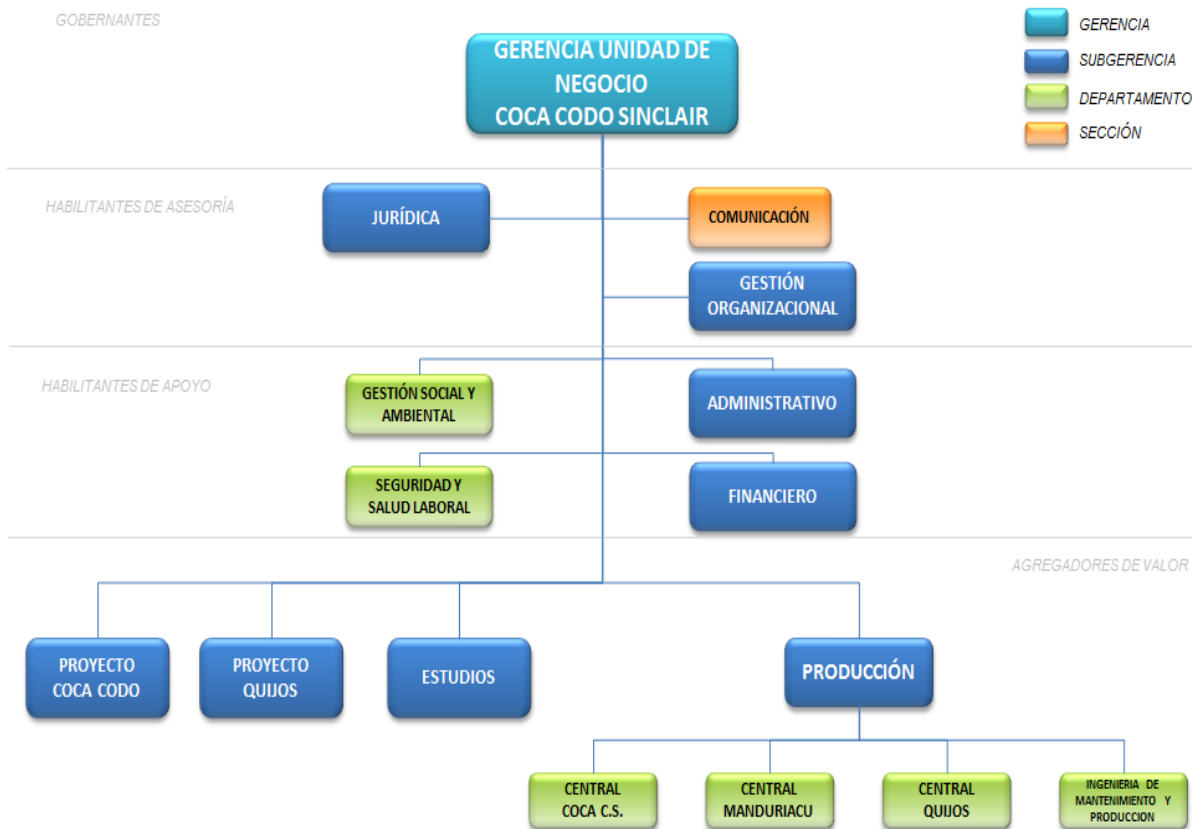 GOBERNANTES
GERENCIA UNIDAD DE
NEGOCIO
COCA CODO SINCLAIR
GERENCIA
SUBGERENCIA
DEPARTAMENTO
SECCIÓN
HABILITANTES DE ASESORÍA
JURÍDICA
COMUNICACIÓN
GESTIÓN
ORGANIZACIONAL
HABILITANTES DE APOYO
GESTIÓN SOCIAL Y
AMBIENTAL
ADMINISTRATIVO
SEGURIDAD Y
SALUD LABORAL
FINANCIERO
AGREGADORES DE VALOR
PROYECTO
COCA CODO
PROYECTO
QUIJOS
ESTUDIOS
PRODUCCIÓN
CENTRAL
COCA C.S.
CENTRAL
MANDURIACU
CENTRAL
QUIJOS
INGENIERIA DE
MANTENIMIENTO Y
PRODUCCION